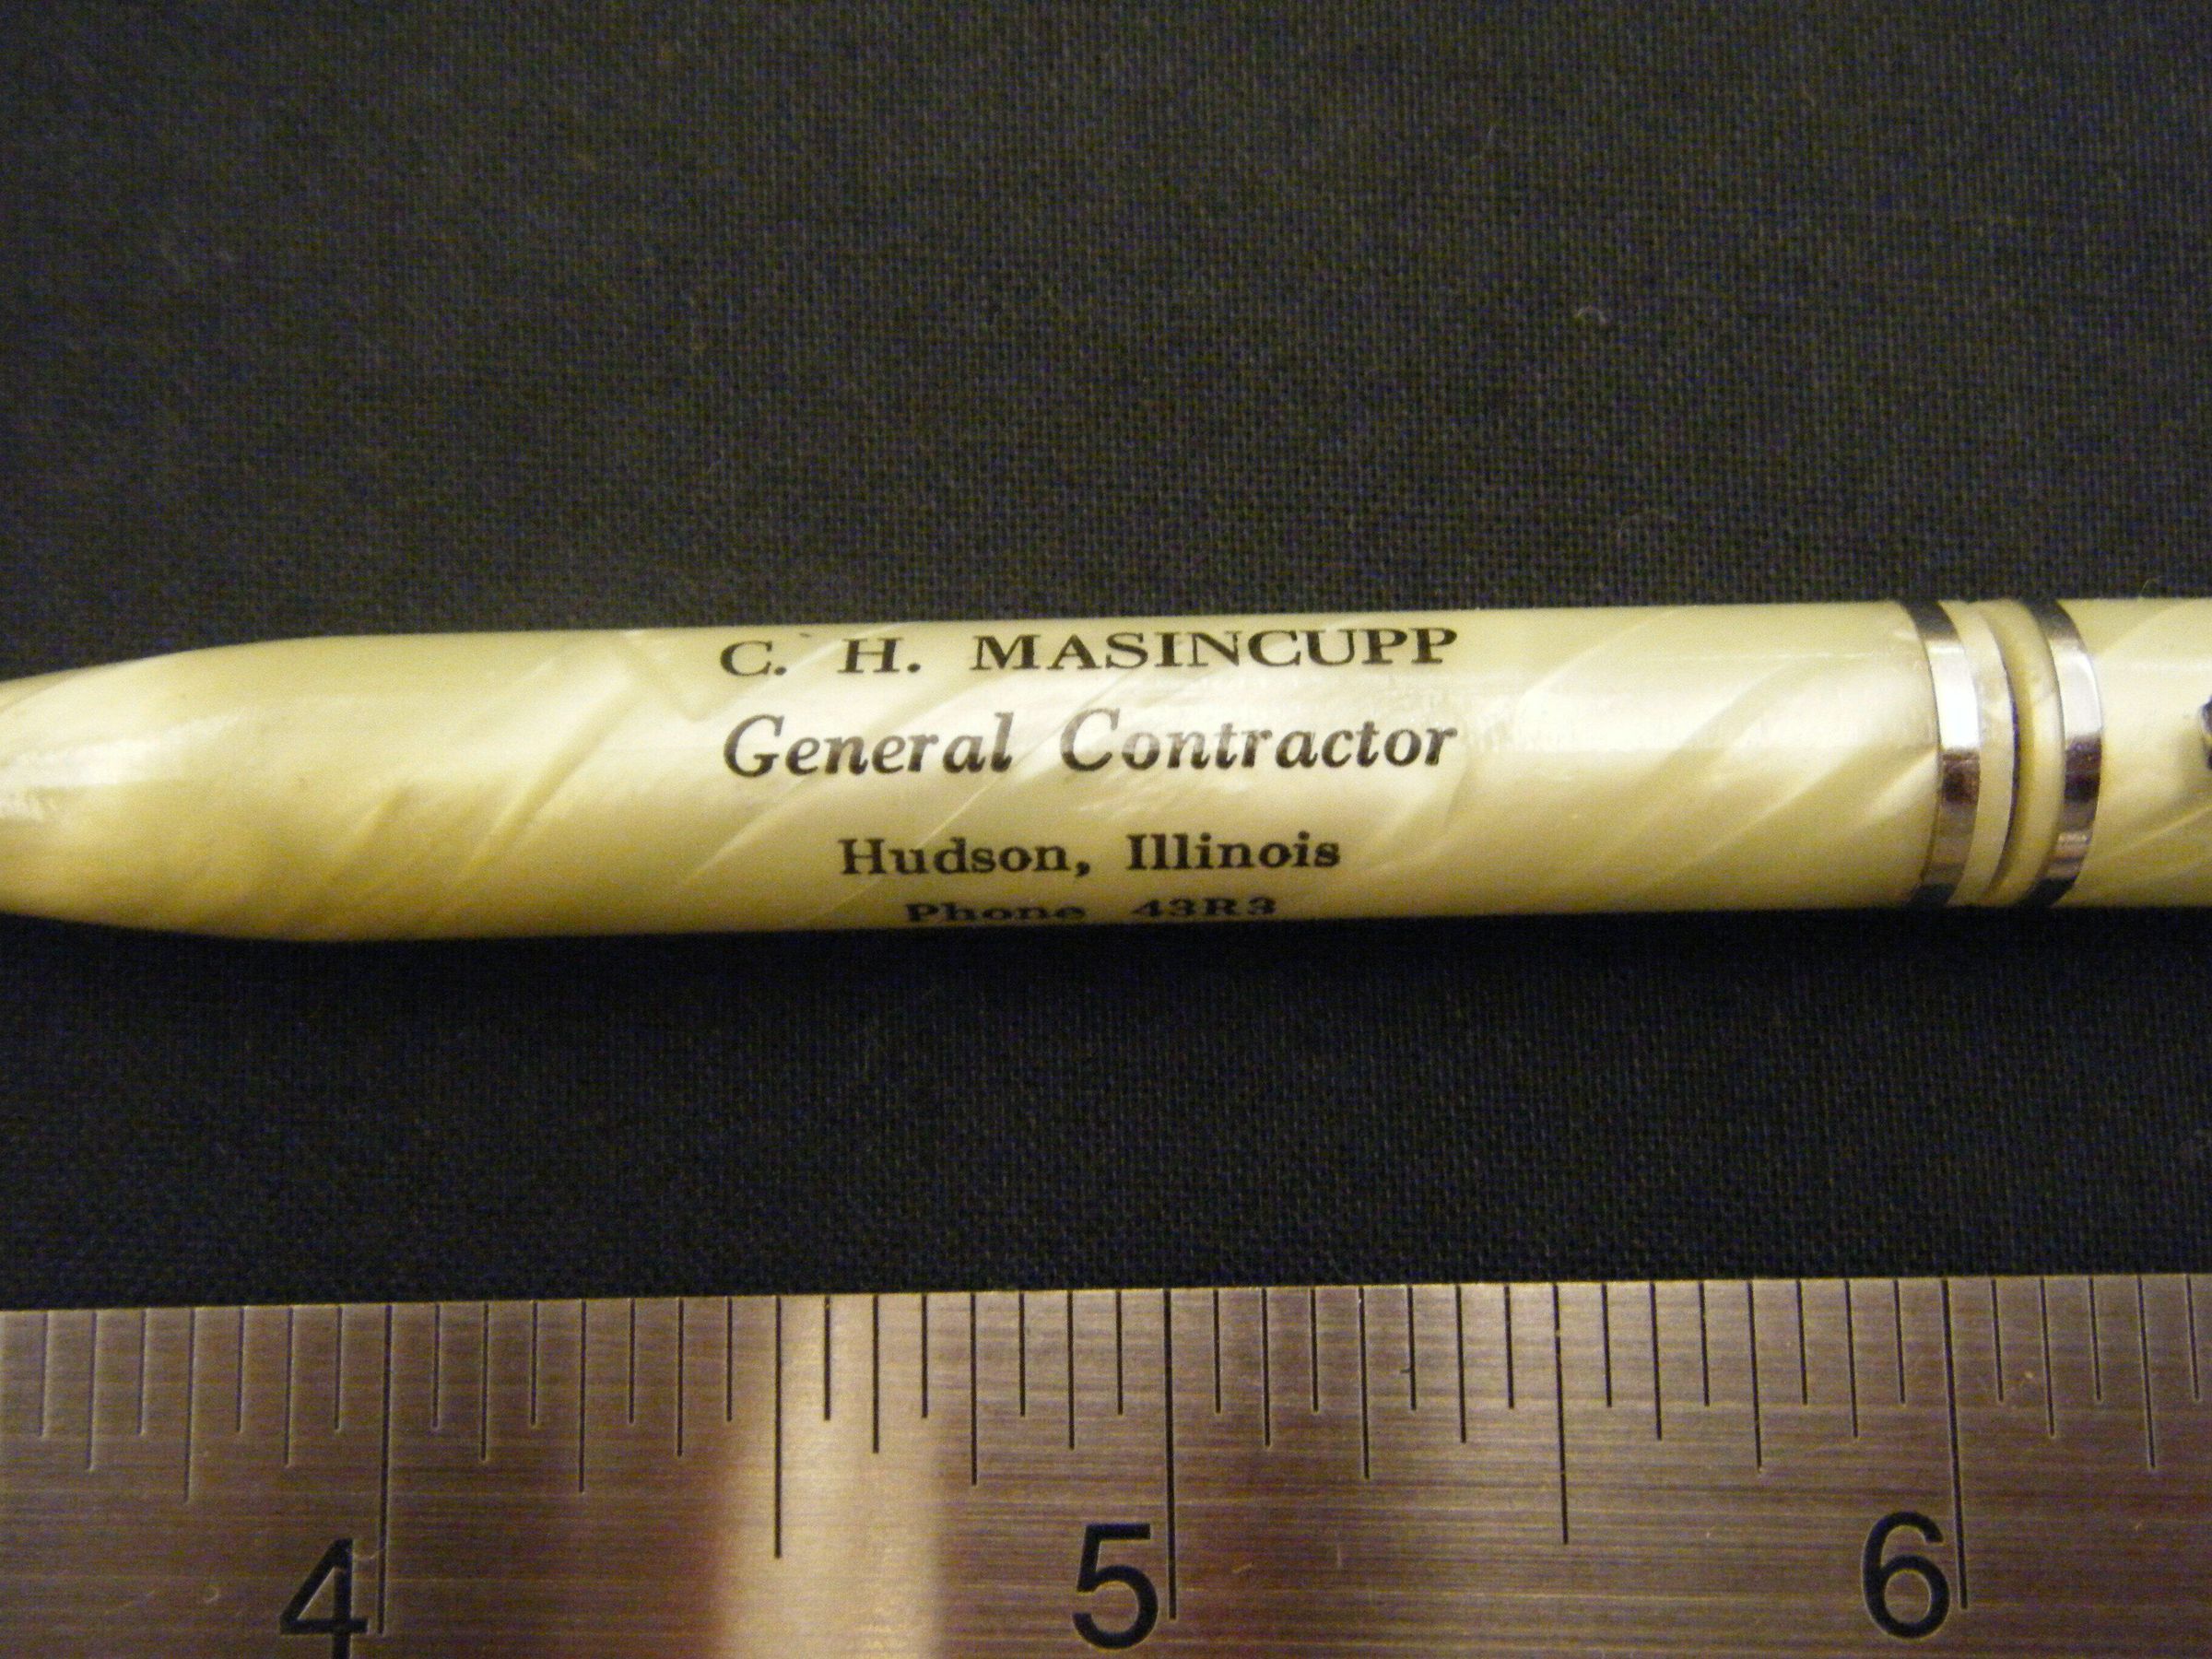 C. H. MASINCUPP
General Contractor
Hudson, Illinois
Phone 43R3
4 5 6